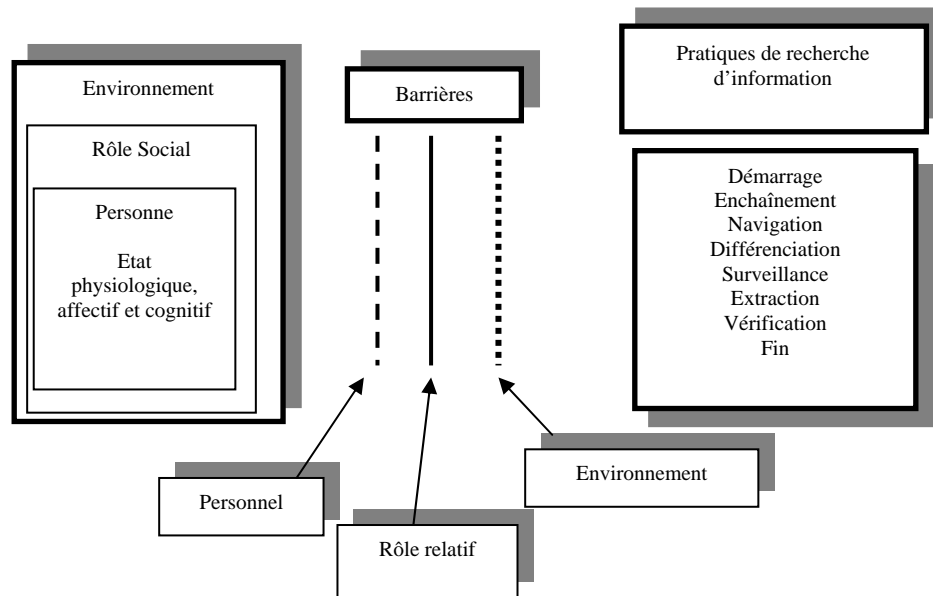 Environnement
Rôle Social
Personne
Etat
physiologique,
affectif et cognitif
Barrières
Pratiques de recherche
d’information
Démarrage
Enchaînement
Navigation
Différenciation
Surveillance
Extraction
Vérification
Fin
Personnel
Rôle relatif
Environnement